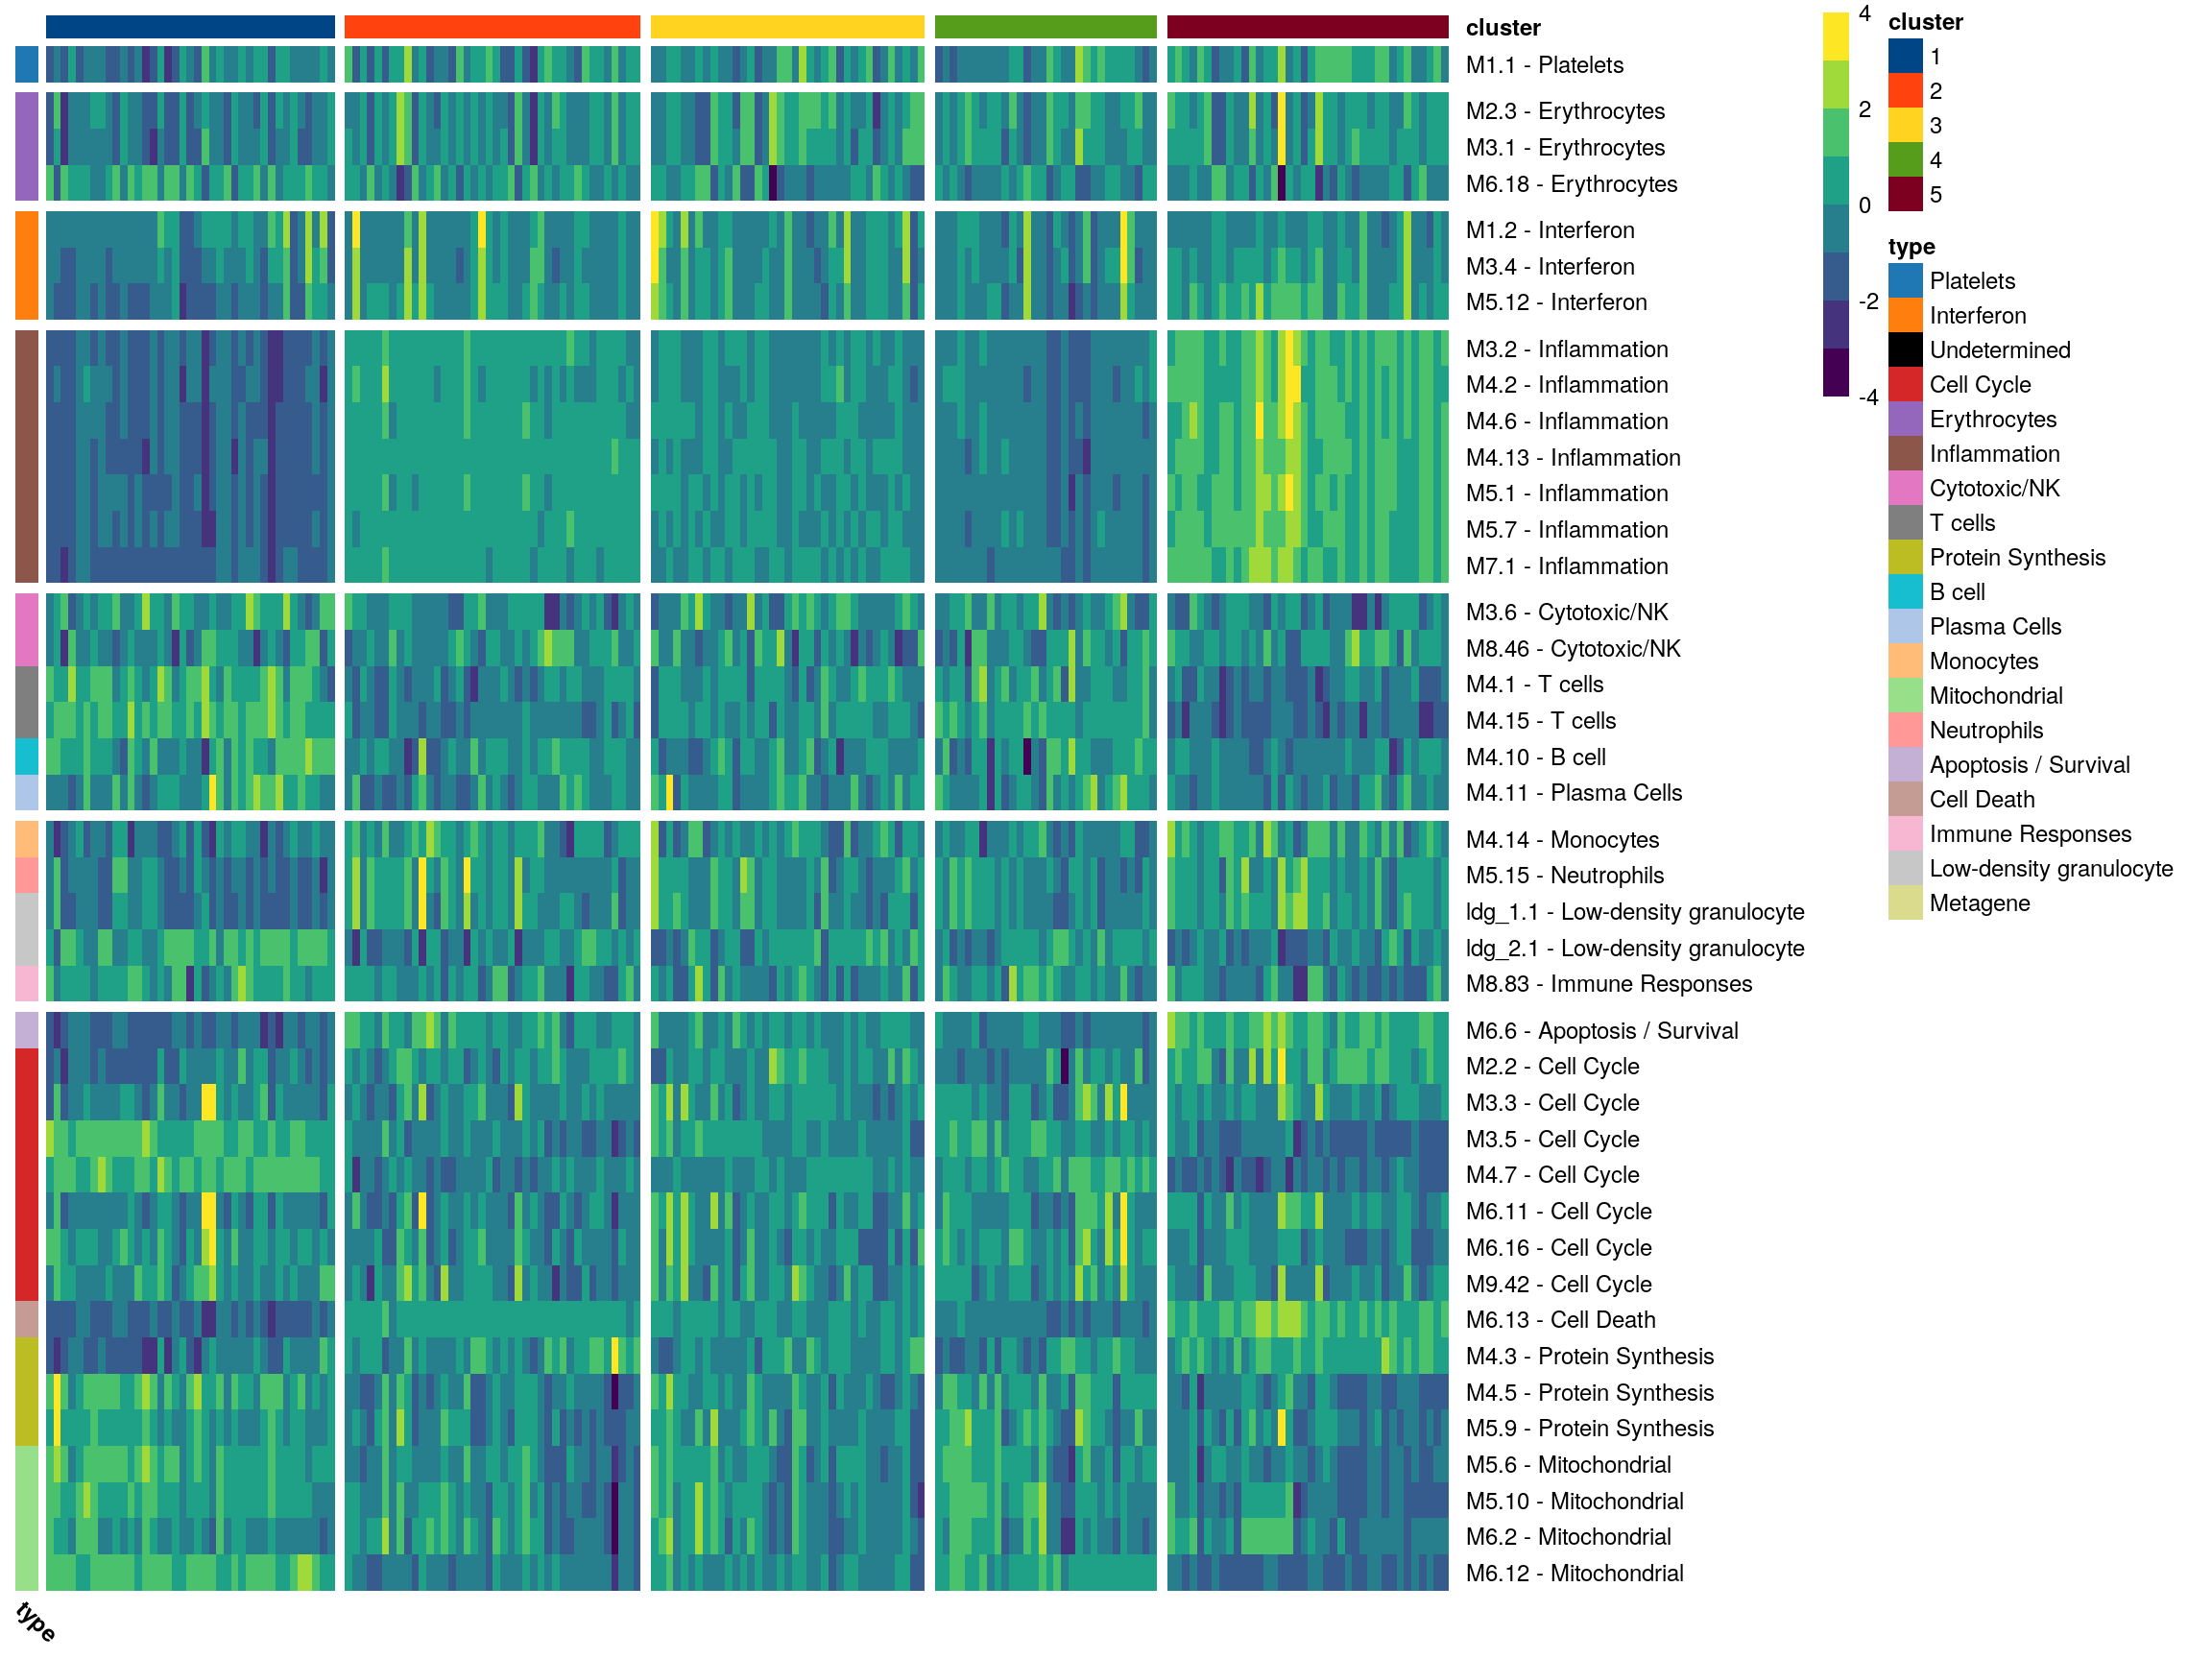 cluster
M1.1 - Platelets
M2.3 - Erythrocytes
M3.1 - Erythrocytes
M6.18 - Erythrocytes
M1.2 - Interferon
M3.4 - Interferon
M5.12 - Interferon
M3.2 - Inflammation
M4.2 - Inflammation
M4.6 - Inflammation
M4.13 - Inflammation
M5.1 - Inflammation
M5.7 - Inflammation
M7.1 - Inflammation
M3.6 - Cytotoxic/NK
M8.46 - Cytotoxic/NK
M4.1 - T cells
M4.15 - T cells
M4.10 - B cell
M4.11 - Plasma Cells
M4.14 - Monocytes
M5.15 - Neutrophils
ldg_1.1 - Low-density granulocyte
ldg_2.1 - Low-density granulocyte
M8.83 - Immune Responses
M6.6 - Apoptosis / Survival
M2.2 - Cell Cycle
M3.3 - Cell Cycle
M3.5 - Cell Cycle
M4.7 - Cell Cycle
M6.11 - Cell Cycle
M6.16 - Cell Cycle
M9.42 - Cell Cycle
M6.13 - Cell Death
M4.3 - Protein Synthesis
M4.5 - Protein Synthesis
M5.9 - Protein Synthesis
M5.6 - Mitochondrial
M5.10 - Mitochondrial
M6.2 - Mitochondrial
M6.12 - Mitochondrial
type
4
2
0
-2
-4
cluster
1
2
3
4
5
type
Platelets
Interferon
Undetermined
Cell Cycle
Erythrocytes
Inflammation
Cytotoxic/NK
T cells
Protein Synthesis
B cell
Plasma Cells
Monocytes
Mitochondrial
Neutrophils
Apoptosis / Survival
Cell Death
Immune Responses
Low-density granulocyte
Metagene